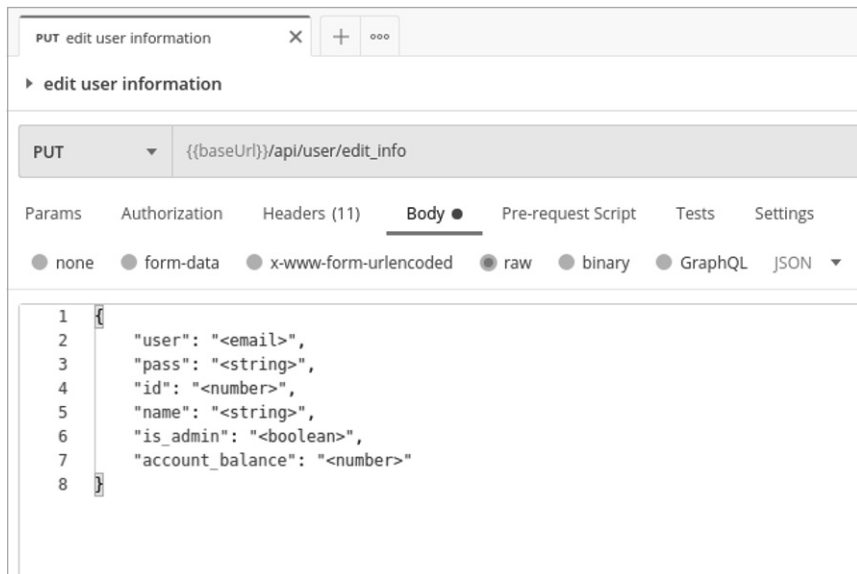 PUT edit user information
edit user information
PUT {{baseUrl}}/api/user/edit_info
Params Authorization Headers (11) Body Pre-request Script Tests Settings
none form-data x-www-form-urlencoded raw binary GraphQL JSON
1 {
2 "user": "<email>",
3 "pass": "<string>",
4 "id": "<number>",
5 "name": "<string>",
6 "is_admin": "<boolean>",
7 "account_balance": "<number>"
8 }